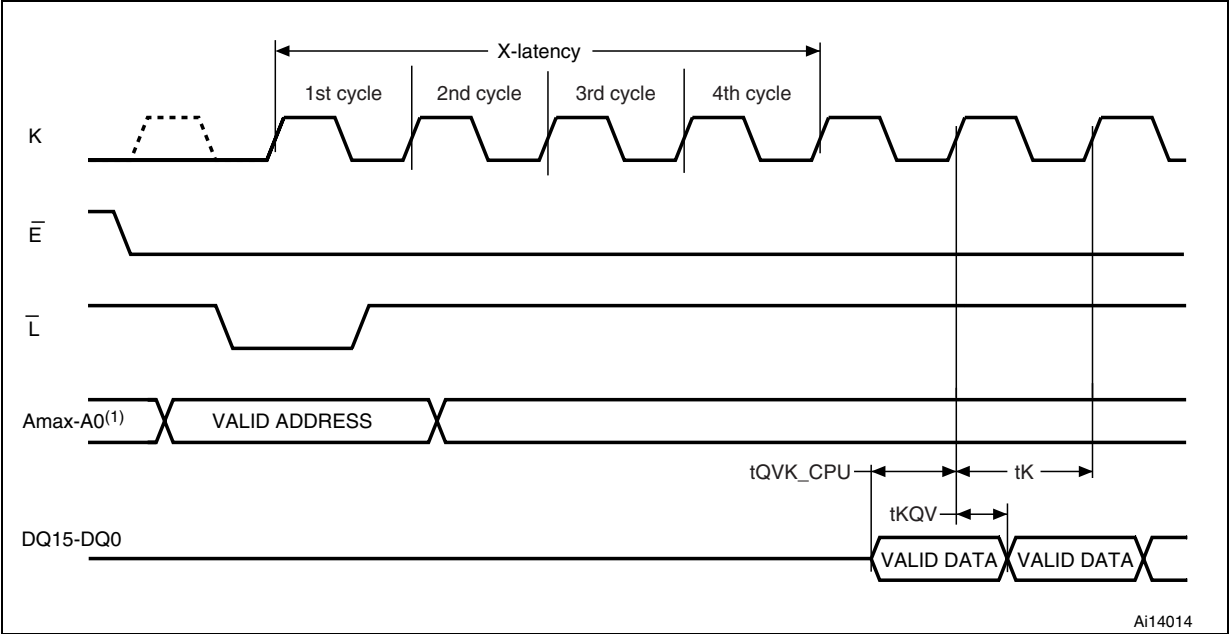 X-latency
1st cycle 2nd cycle 3rd cycle 4th cycle
K
E̅
L̅
Amax-A0(1) VALID ADDRESS
tQVK_CPU tK
tKQV
DQ15-DQ0
VALID DATA VALID DATA
Ai14014